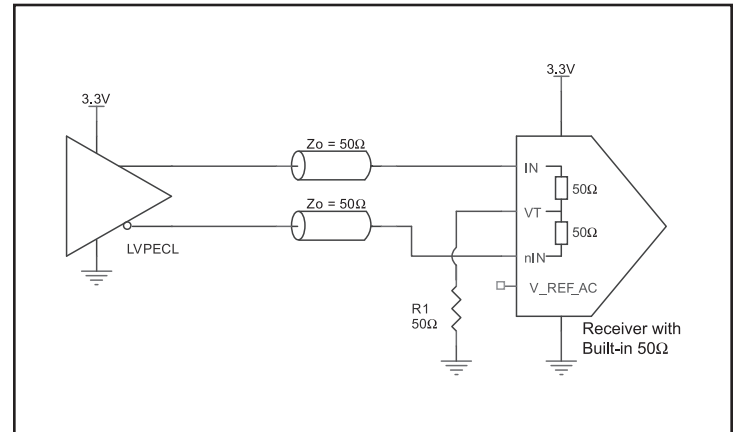 3.3V
3.3V
Zo = 50Ω
IN
50Ω
Zo = 50Ω
VT
50Ω
LVPECL
nIN
V_REF_AC
R1
50Ω
Receiver with
Built-in 50Ω